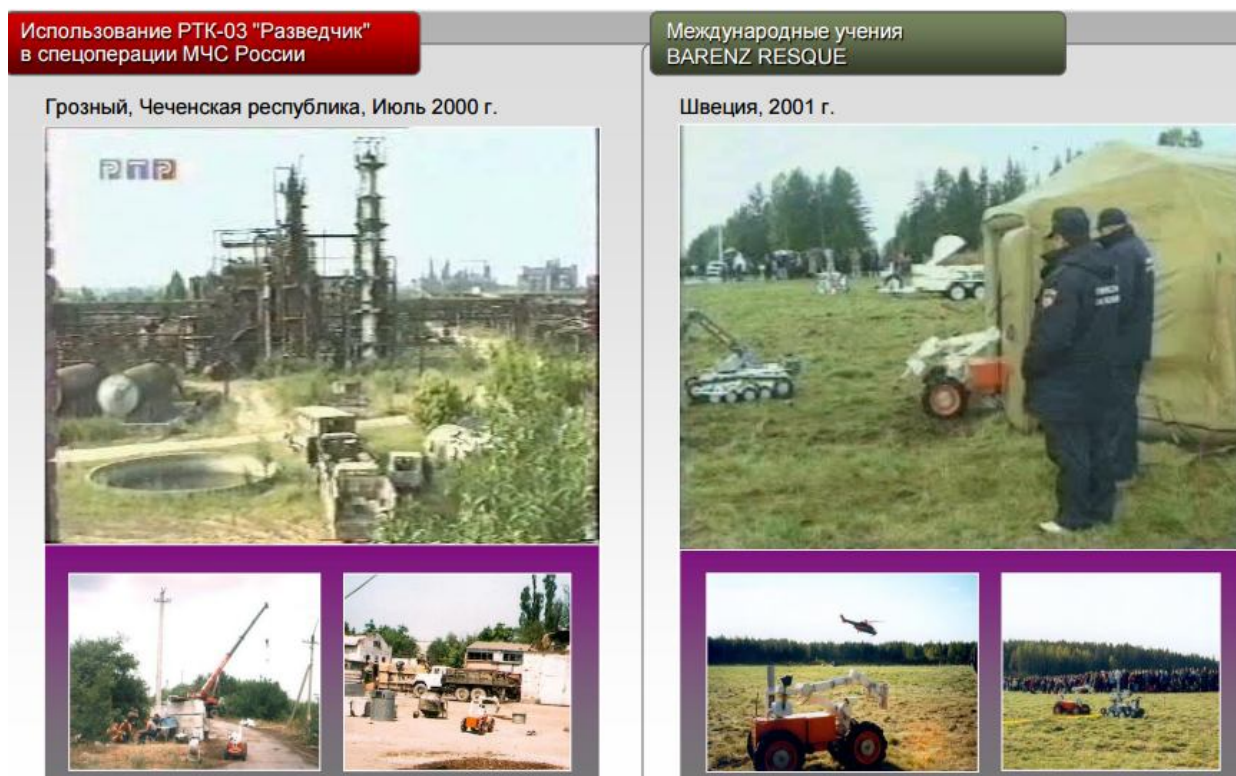 Использование РТК-03 "Разведчик"
в спецоперации МЧС России
Международные учения
BARENZ RESQUE
Грозный, Чеченская республика, Июль 2000 г.
Швеция, 2001 г.
РТР